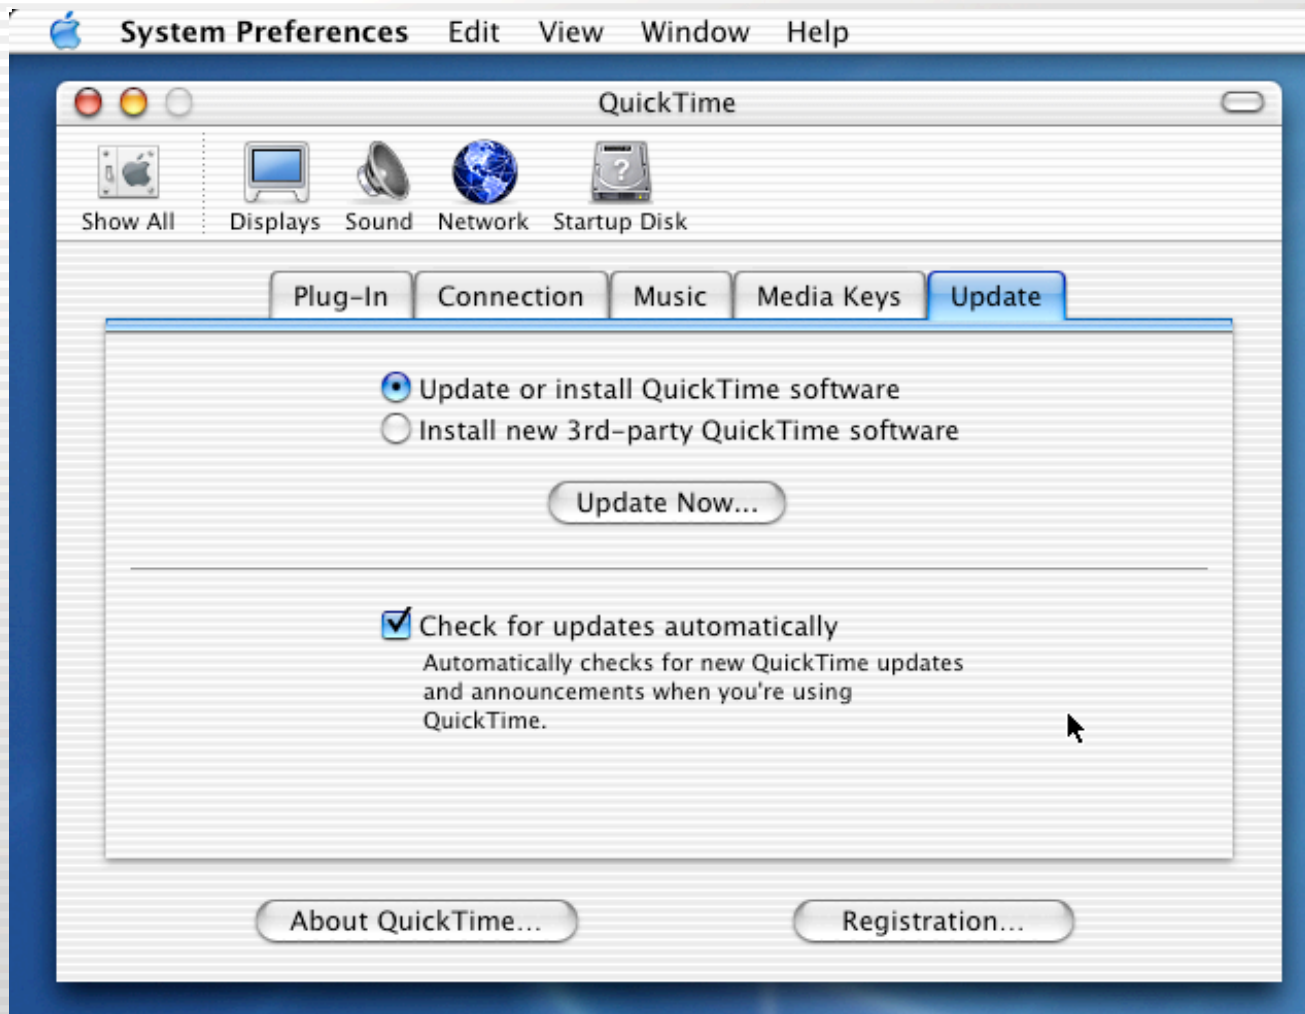 System Preferences Edit View Window Help
QuickTime
Show All Displays Sound Network Startup Disk
Plug-In Connection Music Media Keys Update
Update or install QuickTime software
Install new 3rd-party QuickTime software
Update Now...
Check for updates automatically
Automatically checks for new QuickTime updates
and announcements when you're using
QuickTime.
About QuickTime... Registration...